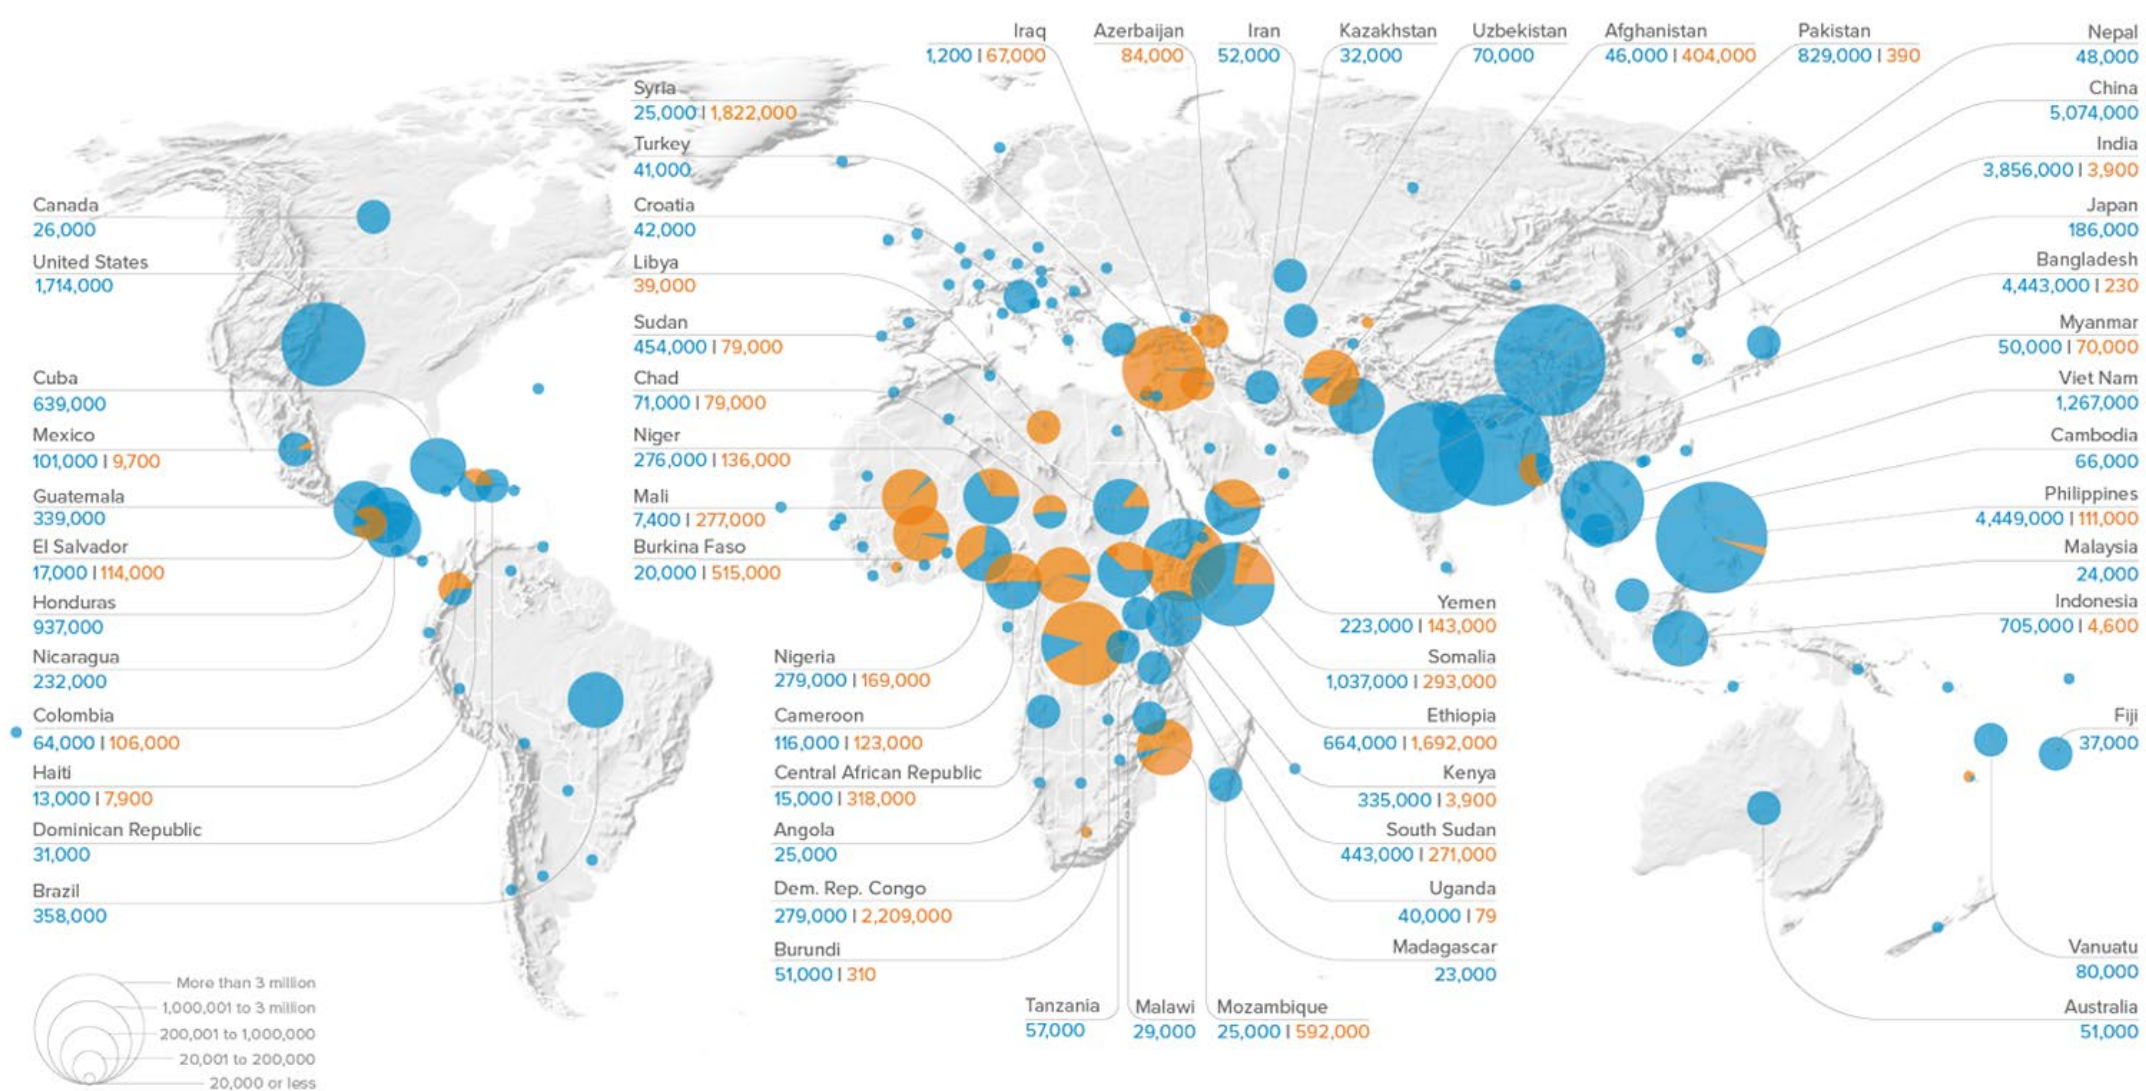 Iraq
1,200 | 67,000
Azerbaijan
84,000
Iran
52,000
Kazakhstan
32,000
Uzbekistan
70,000
Afghanistan
46,000 | 404,000
Pakistan
829,000 | 390
Nepal
48,000
China
5,074,000
India
3,856,000 | 3,900
Japan
186,000
Bangladesh
4,443,000 | 230
Myanmar
50,000 | 70,000
Viet Nam
1,267,000
Cambodia
66,000
Philippines
4,449,000 | 111,000
Malaysia
24,000
Indonesia
705,000 | 4,600
Fiji
37,000
Vanuatu
80,000
Australia
51,000
Syria
25,000 | 1,822,000
Turkey
41,000
Croatia
42,000
Libya
39,000
Sudan
454,000 | 79,000
Chad
71,000 | 79,000
Niger
276,000 | 136,000
Mali
7,400 | 277,000
Burkina Faso
20,000 | 515,000
Canada
26,000
United States
1,714,000
Cuba
639,000
Mexico
101,000 | 9,700
Guatemala
339,000
El Salvador
17,000 | 114,000
Honduras
937,000
Nicaragua
232,000
Colombia
64,000 | 106,000
Haiti
13,000 | 7,900
Dominican Republic
31,000
Brazil
358,000
Nigeria
279,000 | 169,000
Cameroon
116,000 | 123,000
Central African Republic
15,000 | 318,000
Angola
25,000
Dem. Rep. Congo
279,000 | 2,209,000
Burundi
51,000 | 310
Tanzania
57,000
Malawi
29,000
Mozambique
25,000 | 592,000
Yemen
223,000 | 143,000
Somalia
1,037,000 | 293,000
Ethiopia
664,000 | 1,692,000
Kenya
335,000 | 3,900
South Sudan
443,000 | 271,000
Uganda
40,000 | 79
Madagascar
23,000
More than 3 million
1,000,001 to 3 million
200,001 to 1,000,000
20,001 to 200,000
20,000 or less